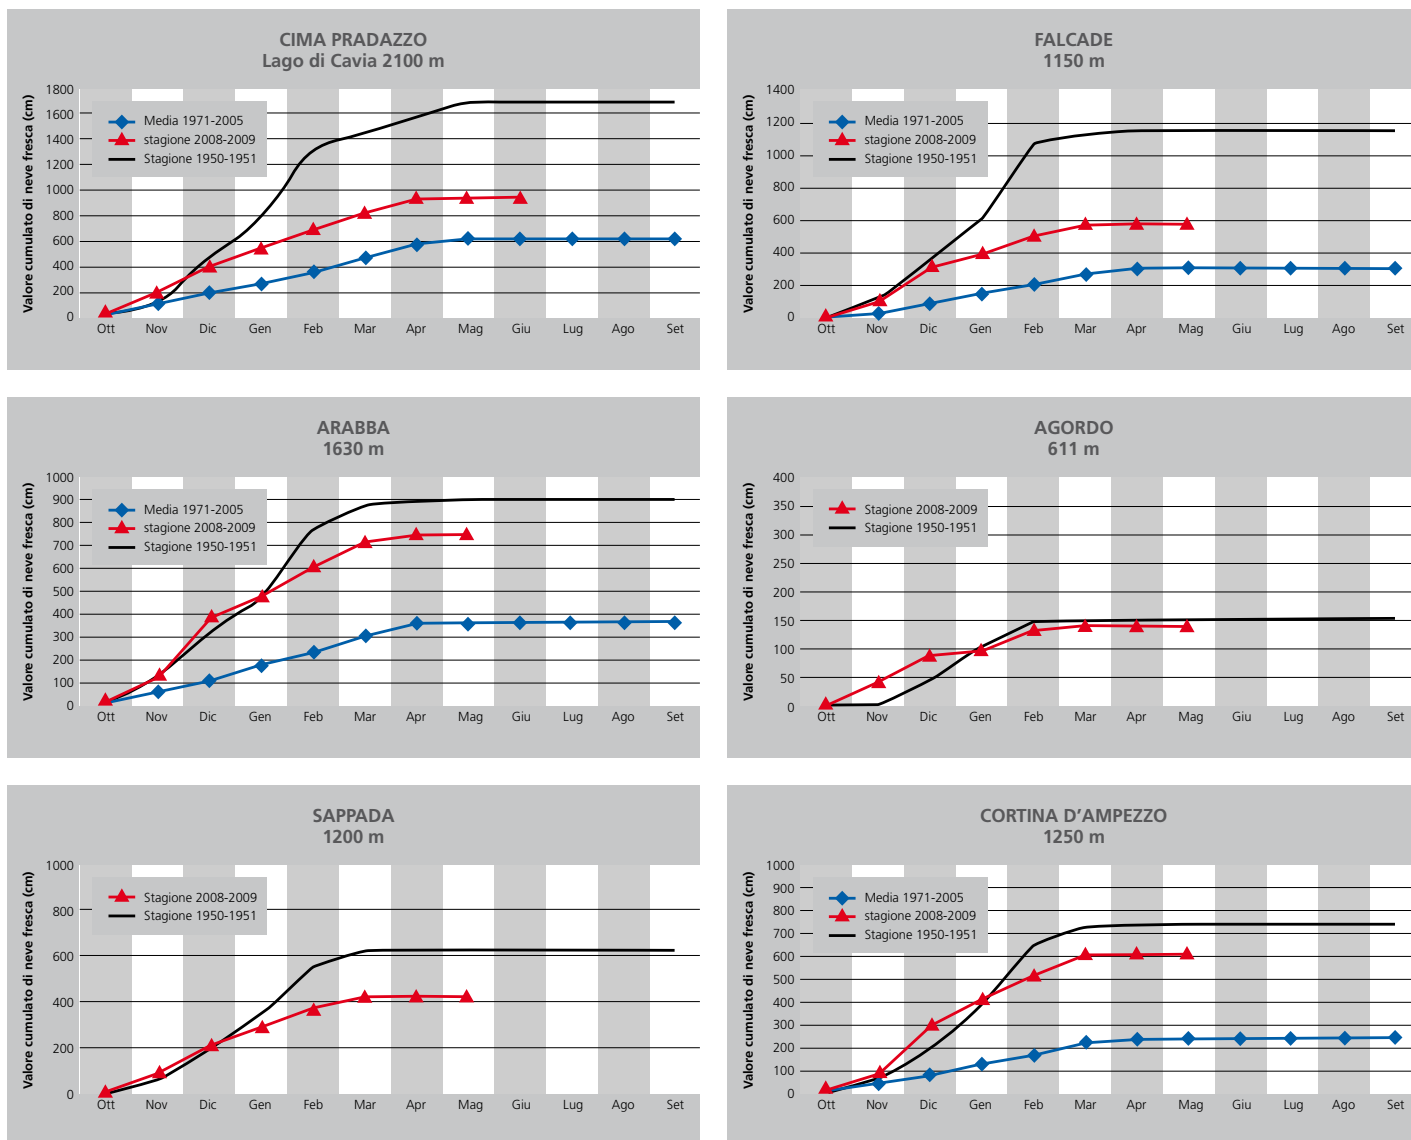 CIMA PRADAZZO
Lago di Cavia 2100 m
Valore cumulato di neve fresca (cm)
1800
1600
1400
1200
1000
800
600
400
200
0
Media 1971-2005
stagione 2008-2009
Stagione 1950-1951
Ott Nov Dic Gen Feb Mar Apr Mag Giu Lug Ago Set
FALCADE
1150 m
Valore cumulato di neve fresca (cm)
1400
1200
1000
800
600
400
200
0
Media 1971-2005
stagione 2008-2009
Stagione 1950-1951
Ott Nov Dic Gen Feb Mar Apr Mag Giu Lug Ago Set
ARABBA
1630 m
Valore cumulato di neve fresca (cm)
1000
900
800
700
600
500
400
300
200
100
0
Media 1971-2005
stagione 2008-2009
Stagione 1950-1951
Ott Nov Dic Gen Feb Mar Apr Mag Giu Lug Ago Set
AGORDO
611 m
Valore cumulato di neve fresca (cm)
400
350
300
250
200
150
100
50
0
Stagione 2008-2009
Stagione 1950-1951
Ott Nov Dic Gen Feb Mar Apr Mag Giu Lug Ago Set
SAPPADA
1200 m
Valore cumulato di neve fresca (cm)
1000
800
600
400
200
0
Stagione 2008-2009
Stagione 1950-1951
Ott Nov Dic Gen Feb Mar Apr Mag Giu Lug Ago Set
CORTINA D’AMPEZZO
1250 m
Valore cumulato di neve fresca (cm)
1000
900
800
700
600
500
400
300
200
100
0
Media 1971-2005
stagione 2008-2009
Stagione 1950-1951
Ott Nov Dic Gen Feb Mar Apr Mag Giu Lug Ago Set